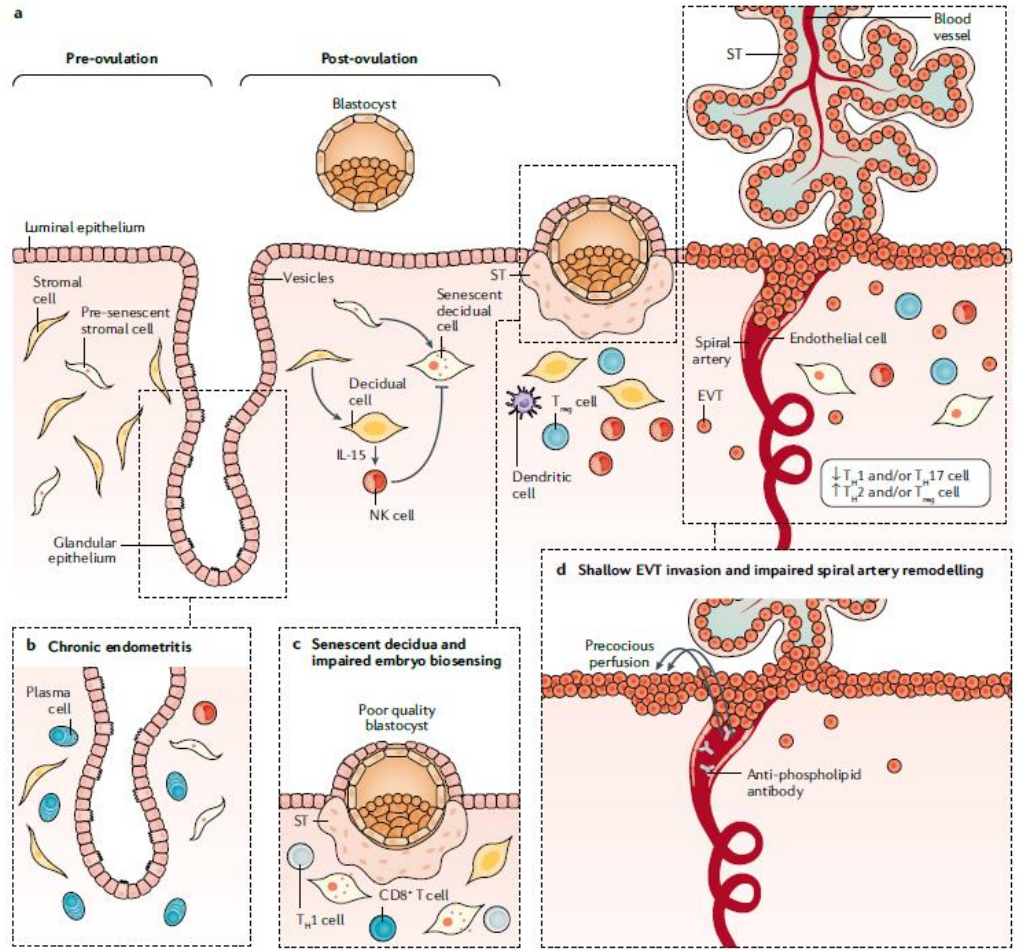 a
Pre-ovulation
Post-ovulation
Blastocyst
Blood
vessel
ST
Luminal epithelium
Stromal
cell
Pre-senescent
stromal cell
Vesicles
Senescent
decidual
cell
ST
Decidual
cell
IL-15
NK cell
Dendritic
cell
Treg cell
Spiral
artery
Endothelial cell
EVT
↓TH1 and/or TH17 cell
↑TH2 and/or Treg cell
Glandular
epithelium
b Chronic endometritis
Plasma
cell
c Senescent decidua and
impaired embryo biosensing
Poor quality
blastocyst
ST
TH1 cell
CD8+ T cell
d Shallow EVT invasion and impaired spiral artery remodelling
Precocious
perfusion
Anti-phospholipid
antibody